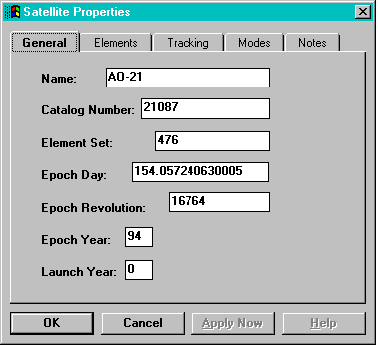 Satellite Properties
General Elements Tracking Modes Notes
Name: AO-21
Catalog Number: 21087
Element Set: 476
Epoch Day: 154.057240630005
Epoch Revolution: 16764
Epoch Year: 94
Launch Year: 0
OK Cancel Apply Now Help